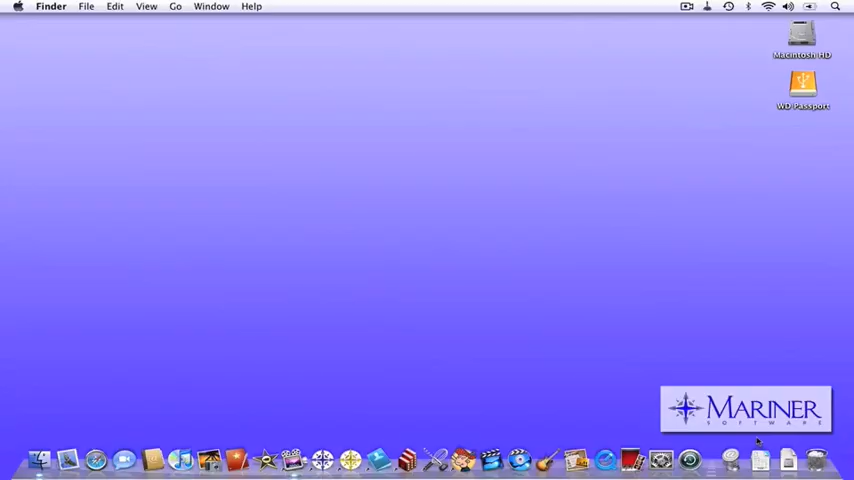 Finder File Edit View Go Window Help
Macintosh HD
WD Passport
MARINER
SOFTWARE